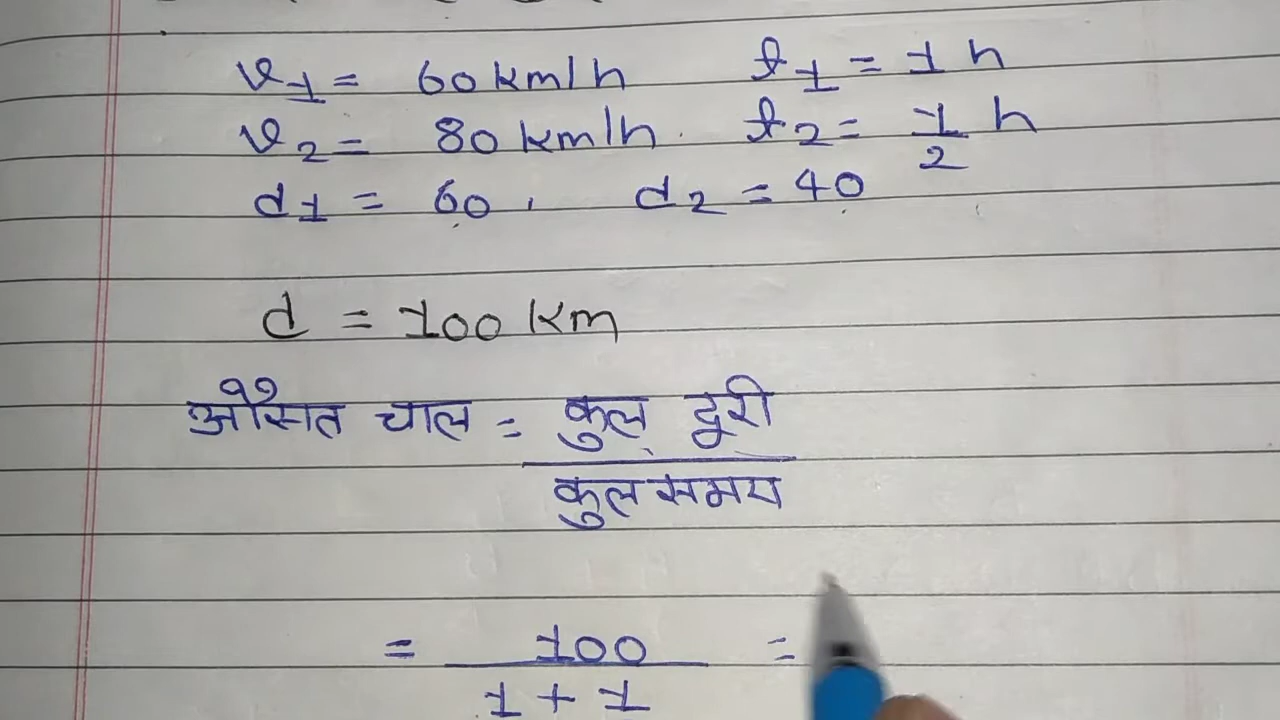 v1 = 60 km/h t1 = 1 h
v2 = 80 km/h. t2 = 1/2 h
d1 = 60, d2 = 40
d = 100 km
औसत चाल = कुल दूरी
कुल समय
= 100 =
1 + 1